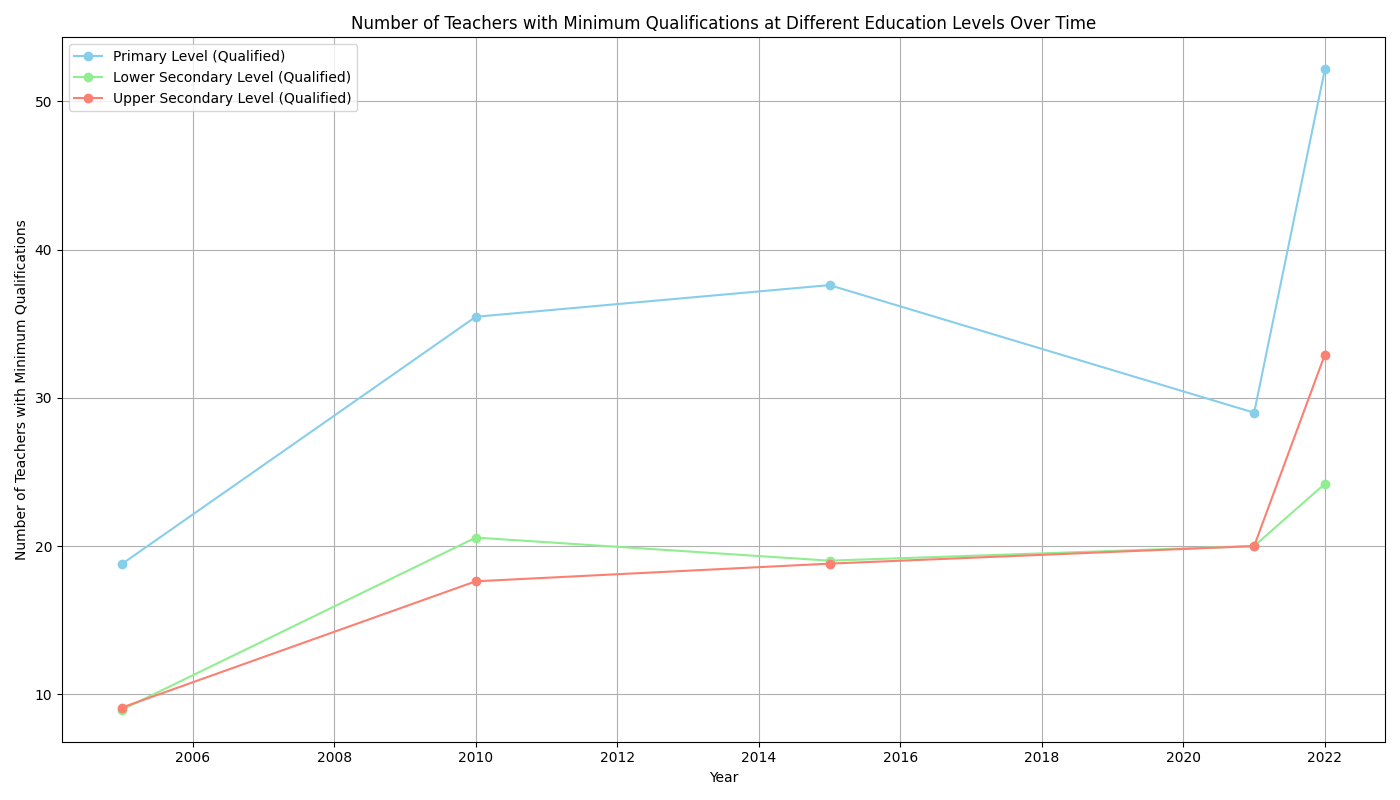 Number of Teachers with Minimum Qualifications at Different Education Levels Over Time
Primary Level (Qualified)
Lower Secondary Level (Qualified)
Upper Secondary Level (Qualified)
Number of Teachers with Minimum Qualifications
50
40
30
20
10
2006 2008 2010 2012 2014 2016 2018 2020 2022
Year